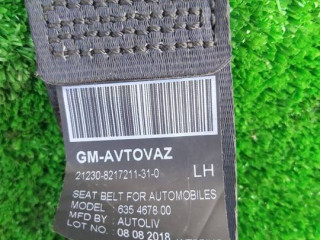 GM-AVTOVAZ
21230-8217211-31-0 LH
SEAT BELT FOR AUTOMOBILES
MODEL : 635 4678 00
MFD BY : AUTOLIV
LOT NO : 08 08 2018